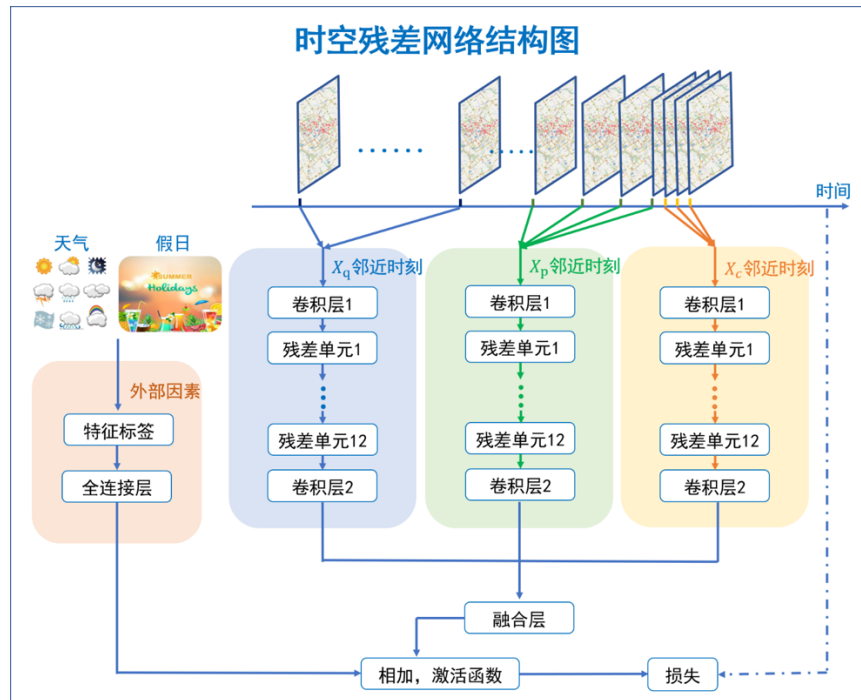 时空残差网络结构图
时间
天气
假日
SUMMER
Holidays
X_q邻近时刻
X_p邻近时刻
X_c邻近时刻
卷积层1
卷积层1
卷积层1
残差单元1
残差单元1
残差单元1
外部因素
特征标签
残差单元12
残差单元12
残差单元12
全连接层
卷积层2
卷积层2
卷积层2
融合层
相加，激活函数
损失